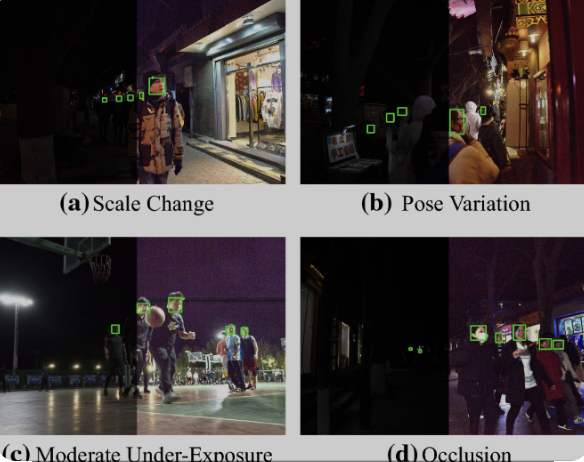 (a) Scale Change
(b) Pose Variation
(c) Moderate Under-Exposure
(d) Occlusion